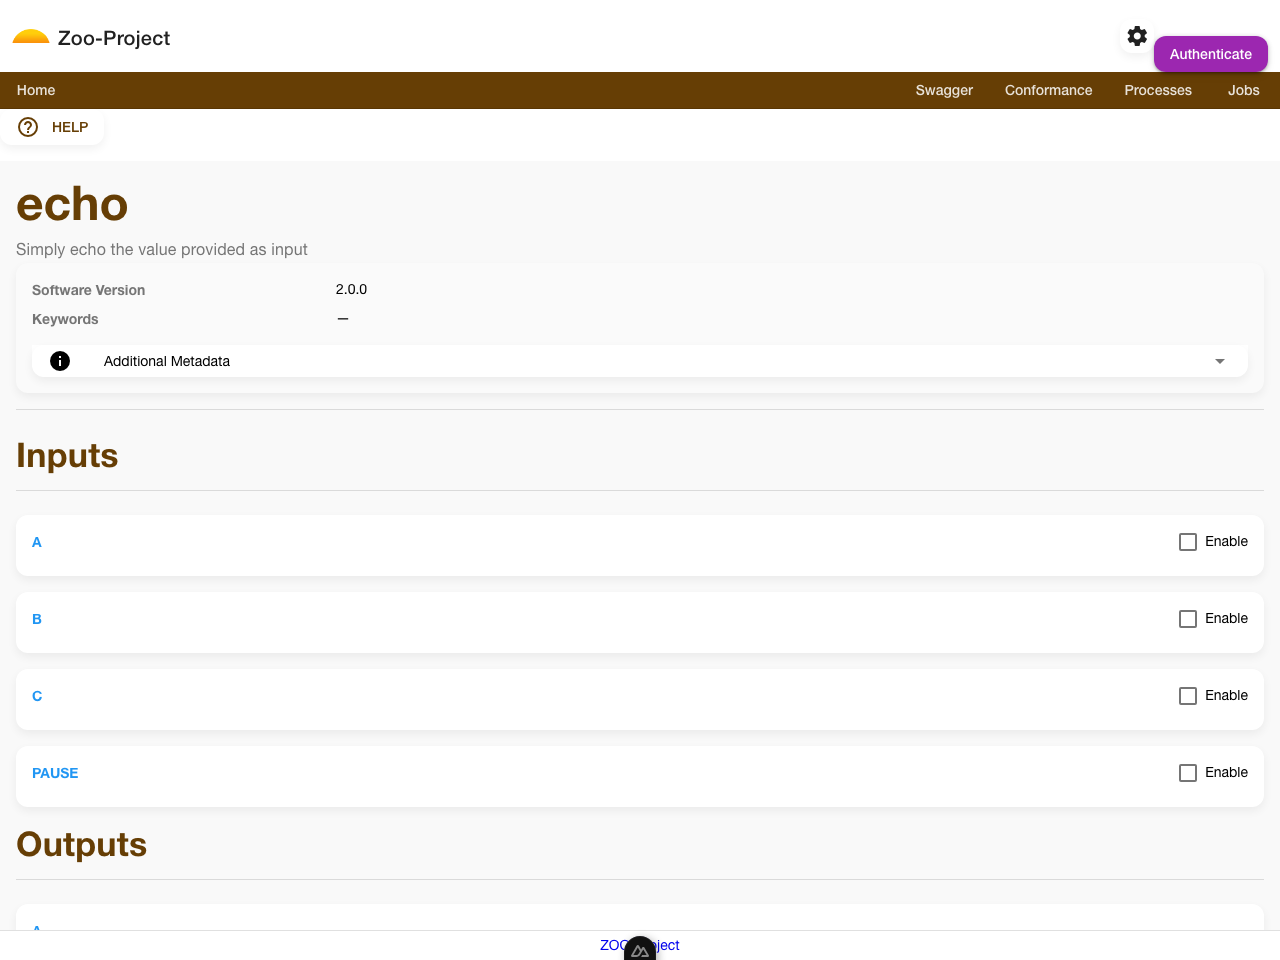 Zoo-Project
Authenticate
Home
Swagger
Conformance
Processes
Jobs
HELP
echo
Simply echo the value provided as input
Software Version
2.0.0
Keywords
—
Additional Metadata
Inputs
A
Enable
B
Enable
C
Enable
PAUSE
Enable
Outputs